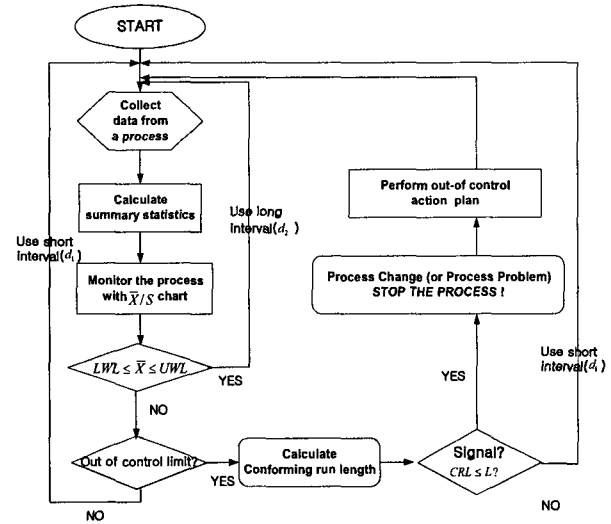 START
Collect
data from
a process
Calculate
summary statistics
Use short
interval(d₁)
Use long
interval(d₂ )
Monitor the process
with X̄/S chart
LWL ≤ X̄ ≤ UWL
YES
NO
Out of control limit?
YES
NO
Calculate
Conforming run length
Signal?
CRL ≤ L?
YES
NO
Use short
interval(d₁)
Process Change (or Process Problem)
STOP THE PROCESS !
Perform out-of control
action plan